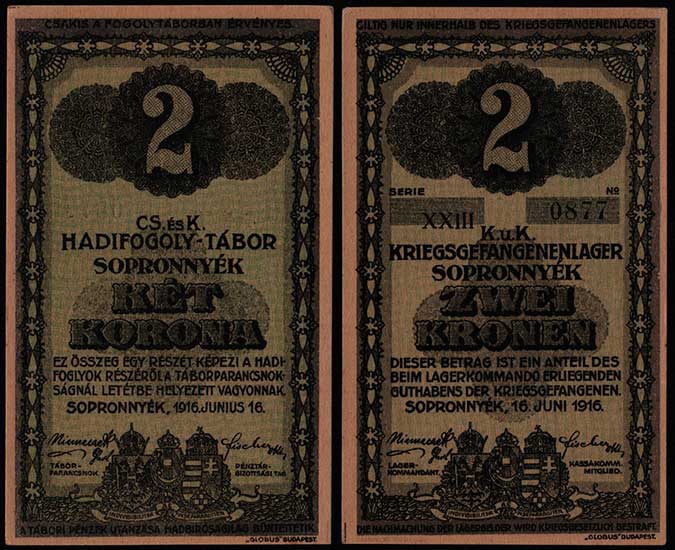 CSAKIS A FOGOLYTÁBORBAN ÉRVÉNYES.
2
CS. ÉS K.
HADIFOGOLY-TÁBOR
SOPRONNYÉK
KÉT
KORONA
EZ ÖSSZEG EGY RÉSZÉT KÉPEZI A HADI-
FOGLYOK RÉSZÉRŐL A TÁBORPARANCSNOK-
SÁGNÁL LETÉTBE HELYEZETT VAGYONNAK.
SOPRONNYÉK, 1916. JUNIUS 16.
TÁBOR-
PARANCSNOK
PÉNZTÁR-
BIZOTTSÁGI TAG
A TÁBORI PÉNZEK UTÁNZÁSA HADBIRÓSÁGILAG BÜNTETTETIK
„GLOBUS" BUDAPEST.
GILTIG NUR INNERHALB DES KRIEGSGEFANGENENLAGERS
2
SERIE
No
XXIII
0877
K.u.K.
KRIEGSGEFANGENENLAGER
SOPRONNYÉK
ZWEI
KRONEN
DIESER BETRAG IST EIN ANTEIL DES
BEIM LAGERKOMMANDO ERLIEGENDEN
GUTHABENS DER KRIEGSGEFANGENEN.
SOPRONNYÉK, 16. JUNI 1916.
LAGER-
KOMMANDANT.
KASSAKOMM.
MITGLIED.
DIE NACHMACHUNG DER LAGERGELDER WIRD KRIEGSGESETZLICH BESTRAFT.
„GLOBUS" BUDAPEST.